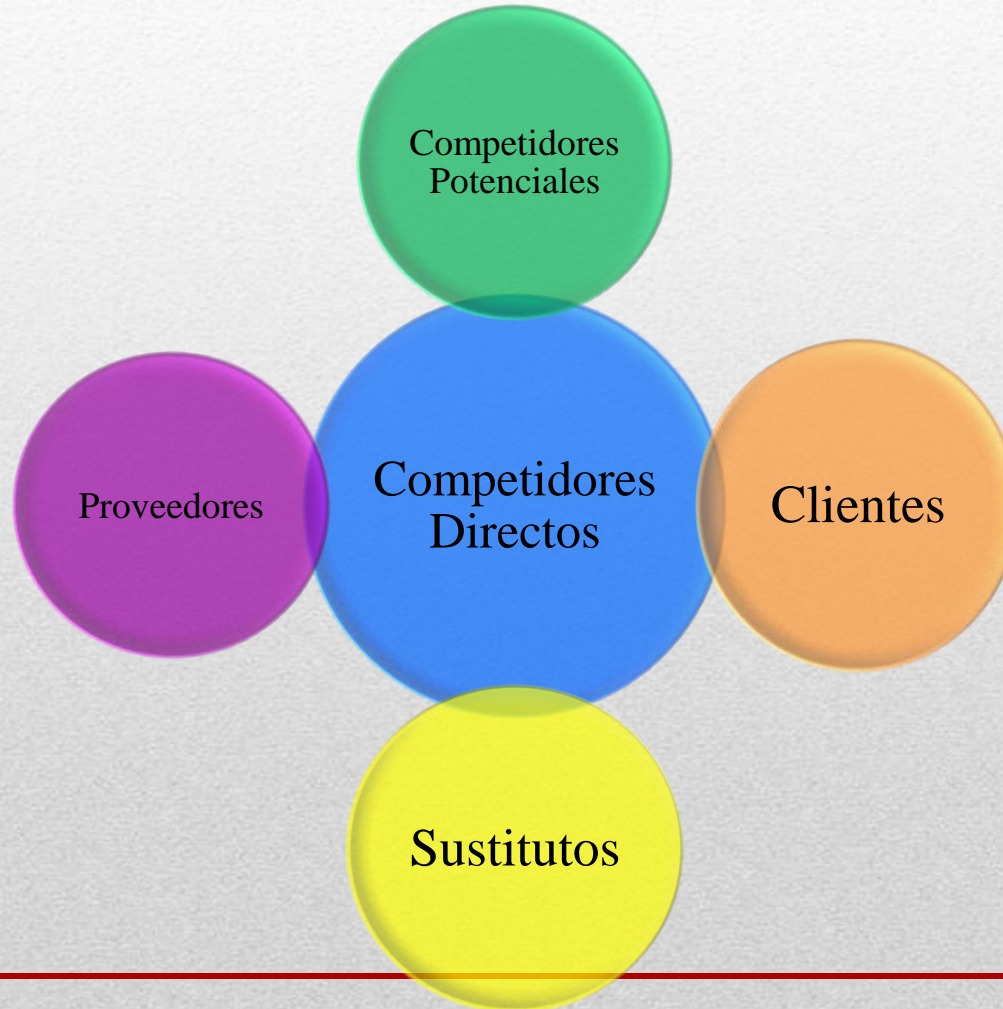 Competidores
Potenciales
Proveedores
Competidores
Directos
Clientes
Sustitutos